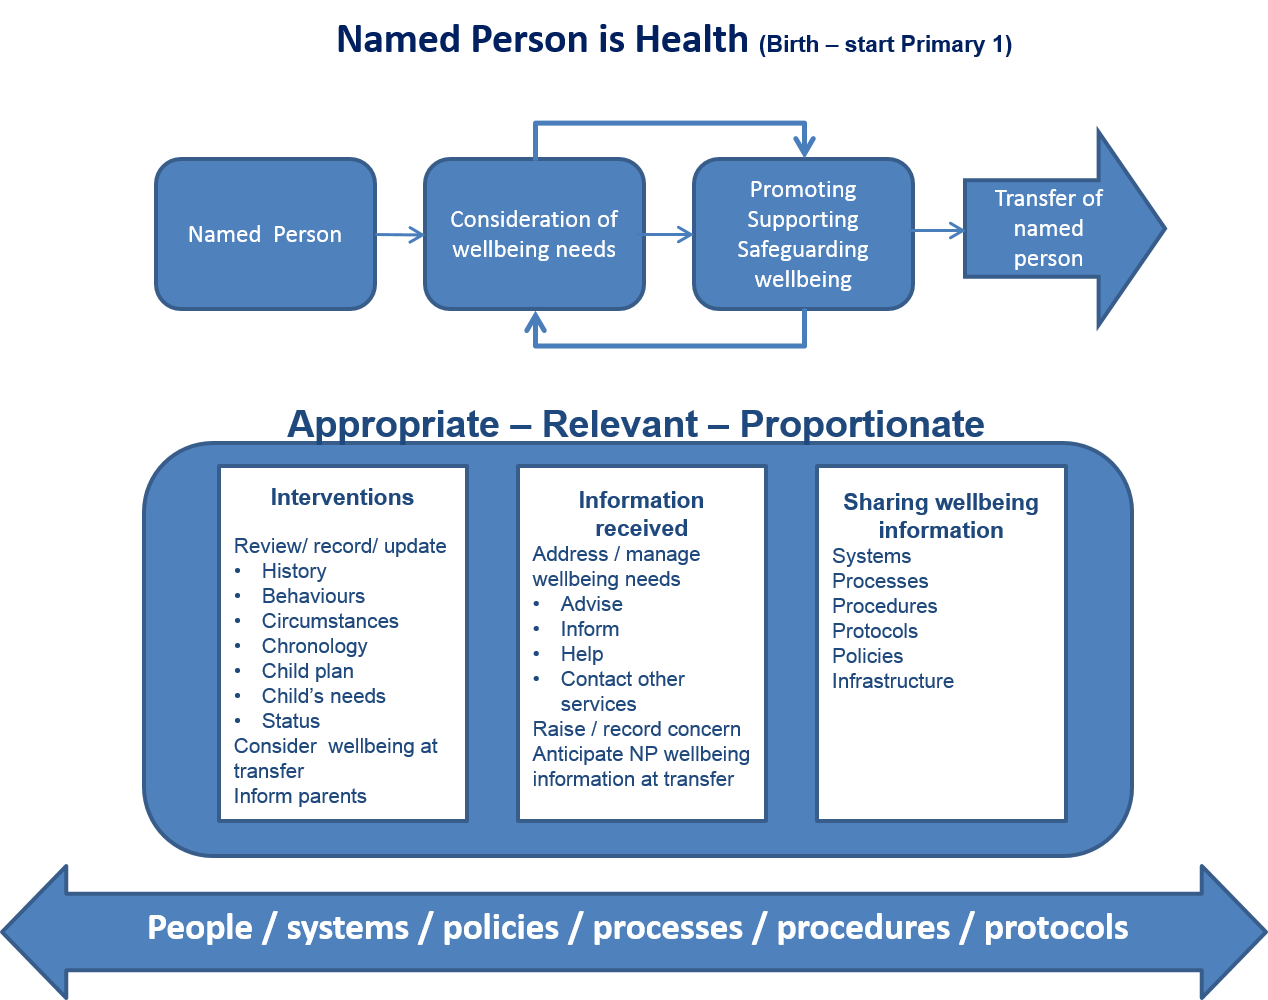 Named Person is Health (Birth – start Primary 1)
Named  Person
Consideration of
wellbeing needs
Promoting
Supporting
Safeguarding
wellbeing
Transfer of
named
person
Appropriate – Relevant – Proportionate
Interventions
Review/ record/ update
• History
• Behaviours
• Circumstances
• Chronology
• Child plan
• Child’s needs
• Status
Consider  wellbeing at
transfer
Inform parents
Information
received
Address / manage
wellbeing needs
• Advise
• Inform
• Help
• Contact other
services
Raise / record concern
Anticipate NP wellbeing
information at transfer
Sharing wellbeing
information
Systems
Processes
Procedures
Protocols
Policies
Infrastructure
People / systems / policies / processes / procedures / protocols